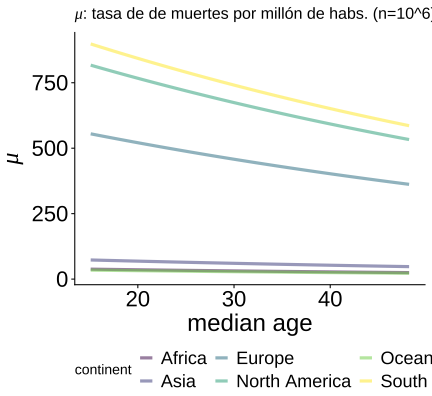 μ: tasa de de muertes por millón de habs. (n=10^6)
μ
750
500
250
0
20 30 40
median age
continent
Africa Europe Ocean
Asia North America South